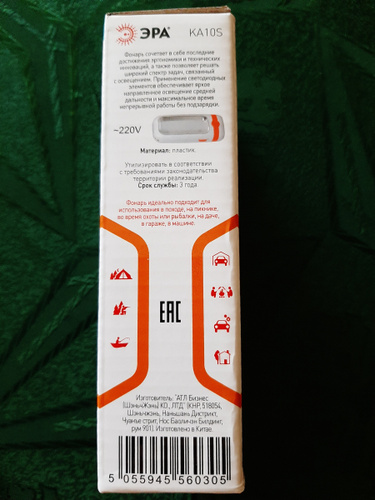 ЭРА KA10S
Фонарь сочетает в себе последние
достижения эргономики и технических
инноваций, а также позволяет решать
широкий спектр задач, связанный
с освещением. Применение светодиодных
элементов обеспечивает яркое
направленное освещение средней
дальности и максимальное время
непрерывной работы без подзарядки.
~220V
Материал: пластик
Утилизировать в соответствии
с требованиями законодательства
территории реализации.
Срок службы: 3 года
Фонарь идеально подходит для
использования в походе, на пикнике,
во время охоты или рыбалки, на даче,
в гараже, в машине.
EAC
Изготовитель: "АТЛ Бизнес
(ШэньЧжэнь) КО., ЛТД" (КНР, 518054,
Шэньчжэнь, Наньшань Дистрикт,
Чуанъе стрит, Нос Баоличэн Билдинг,
рум 901). Изготовлено в Китае.
5 055945 560305